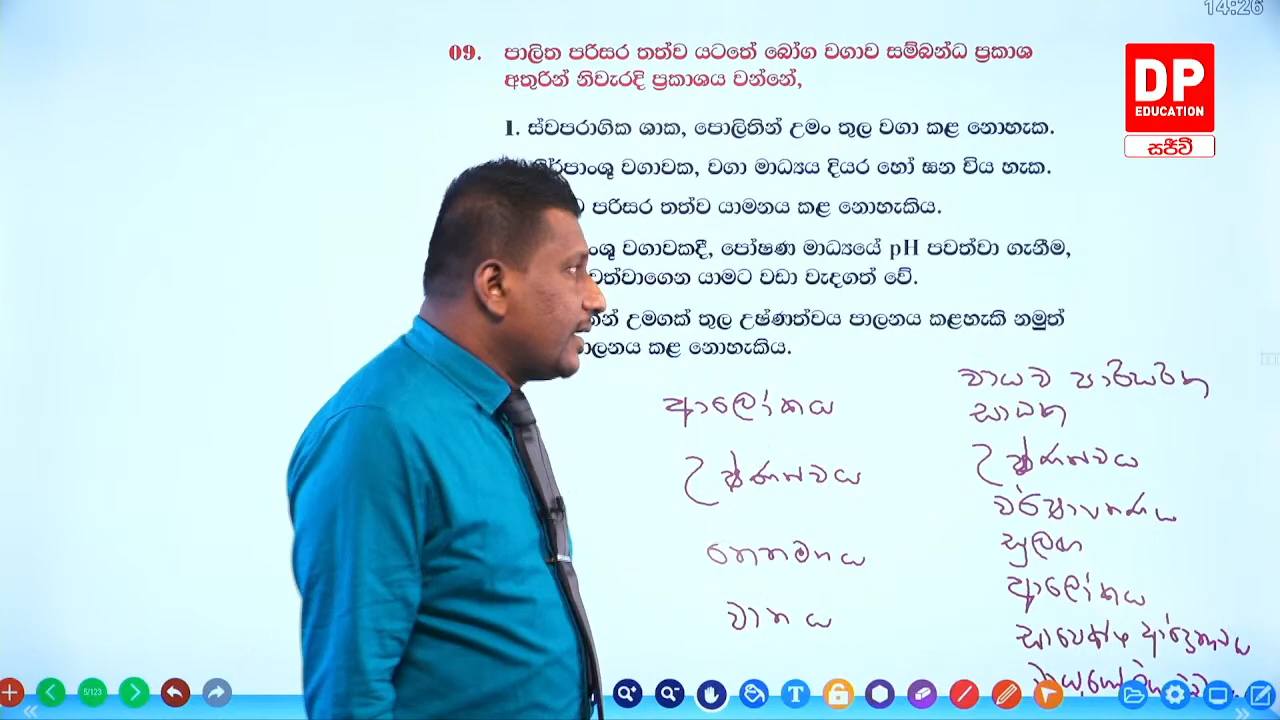 14:26
09. පාලිත පරිසර තත්ව යටතේ බෝග වගාව සම්බන්ධ ප්‍රකාශ
අතුරින් නිවැරදි ප්‍රකාශය වන්නේ,
DP
EDUCATION
සජීවී
1. ස්වපරාගික ශාක, පොලිතින් උමං තුල වගා කළ නොහැක.
වගාවක, වගා මාධ්‍යය දියර හෝ ඝන විය හැක.
පරිසර තත්ව යාමනය කළ නොහැකිය.
වගාවකදී, පෝෂණ මාධ්‍යයේ pH පවත්වා ගැනීම,
යාමට වඩා වැදගත් වේ.
උමගක් තුල උෂ්ණත්වය පාලනය කළහැකි නමුත්
කළ නොහැකිය.
වායව පාරිසරික
සාධක
ආලෝකය
උෂ්ණත්වය
උෂ්ණත්වය
වර්ෂාපතනය
සුලඟ
තෙතමනය
ආලෝකය
වාතය
සාපේක්ෂ ආර්ද්‍රතාවය
5/123